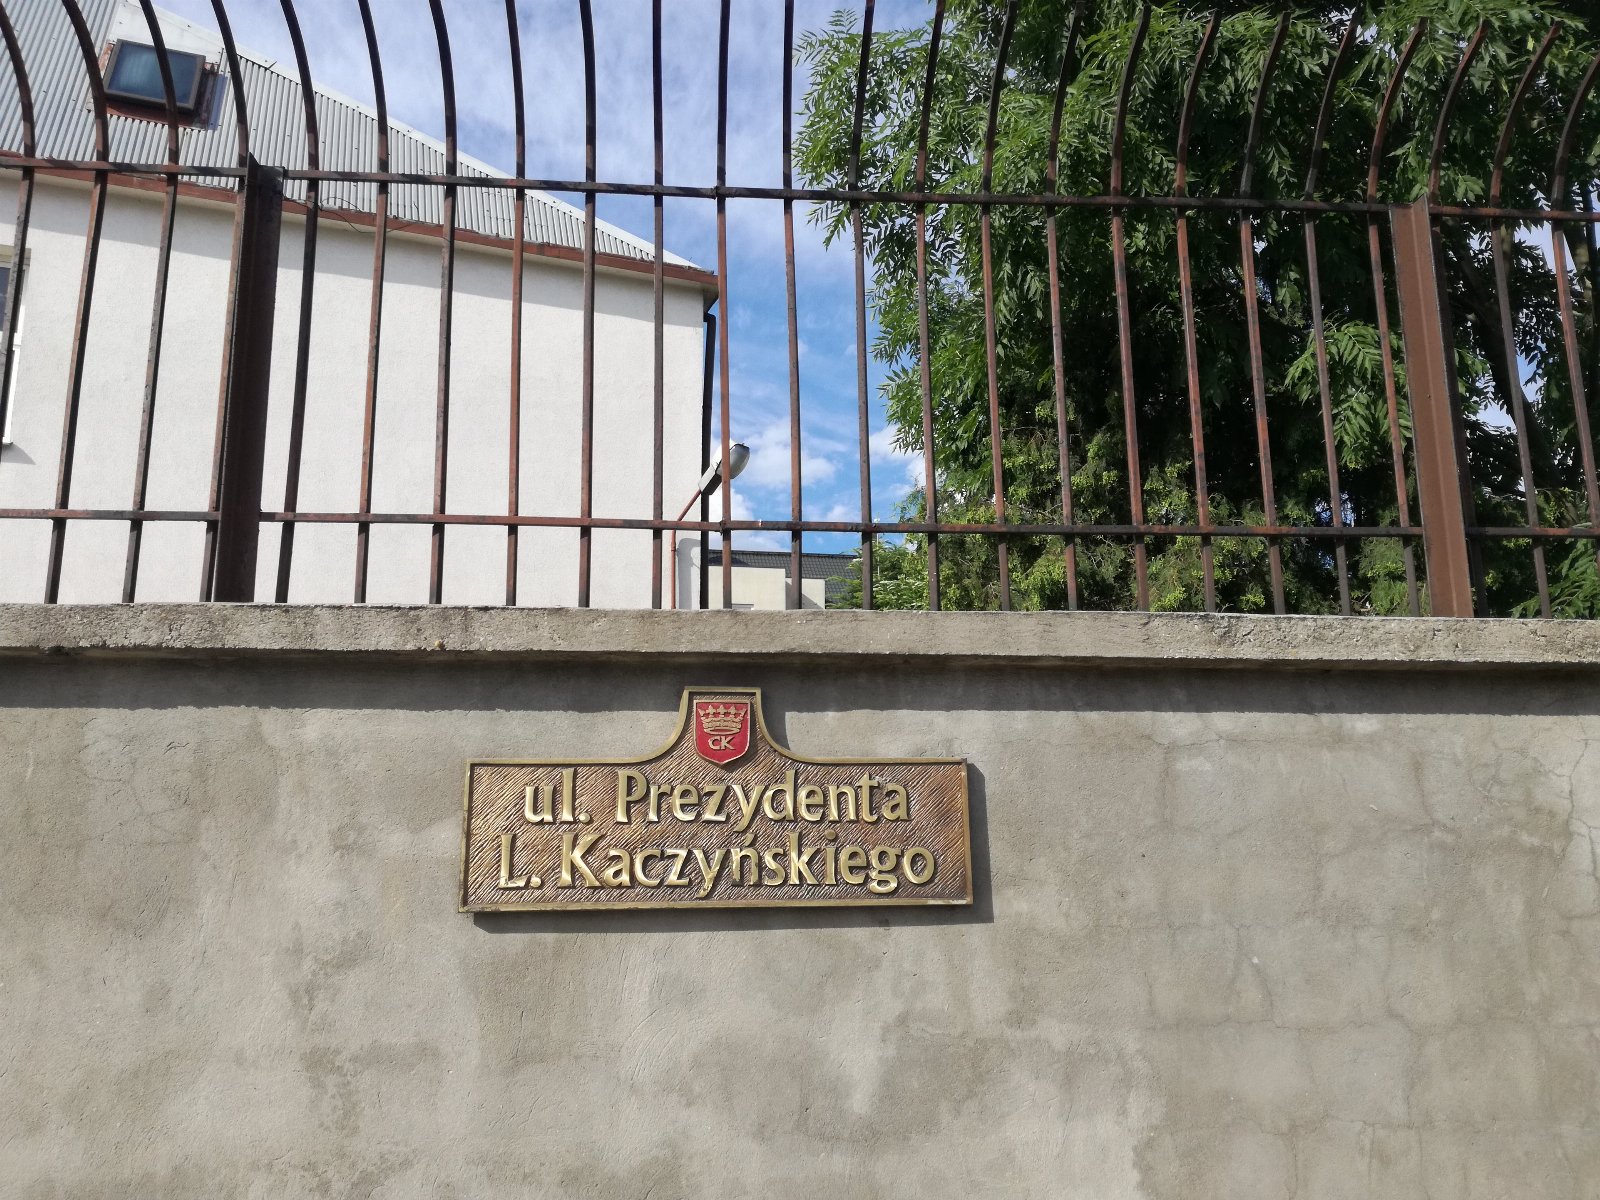 CK
ul. Prezydenta
L. Kaczyńskiego